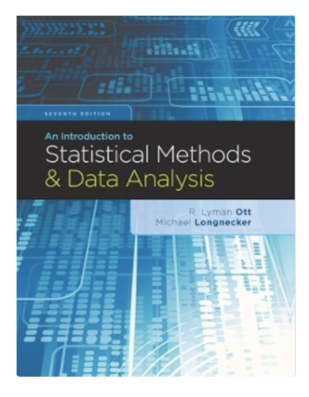 SEVENTH EDITION
An Introduction to
Statistical Methods
& Data Analysis
R. Lyman Ott
Michael Longnecker